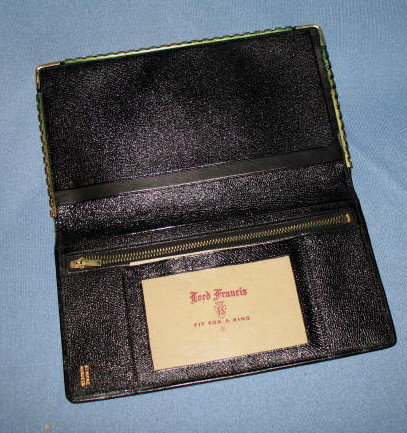 Lord Francis
FIT FOR A KING